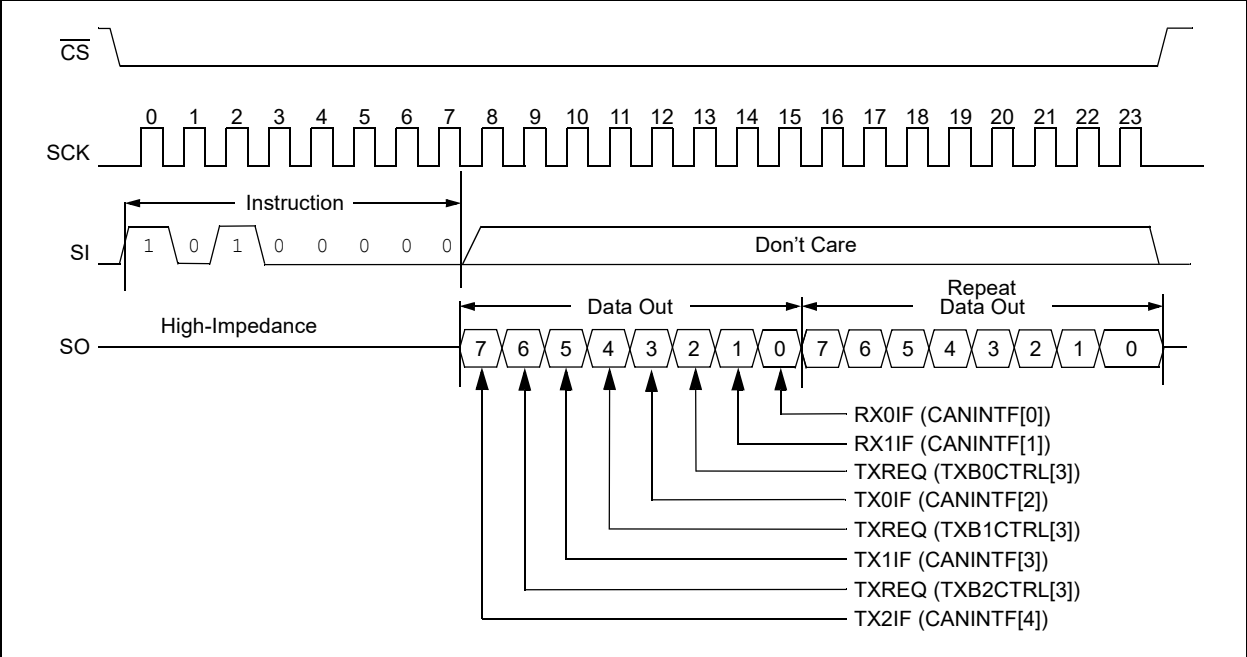 CS
0 1 2 3 4 5 6 7 8 9 10 11 12 13 14 15 16 17 18 19 20 21 22 23
SCK
Instruction
SI 1 0 1 0 0 0 0 0 Don't Care
Repeat
Data Out Data Out
High-Impedance
SO 7 6 5 4 3 2 1 0 7 6 5 4 3 2 1 0
RX0IF (CANINTF[0])
RX1IF (CANINTF[1])
TXREQ (TXB0CTRL[3])
TX0IF (CANINTF[2])
TXREQ (TXB1CTRL[3])
TX1IF (CANINTF[3])
TXREQ (TXB2CTRL[3])
TX2IF (CANINTF[4])